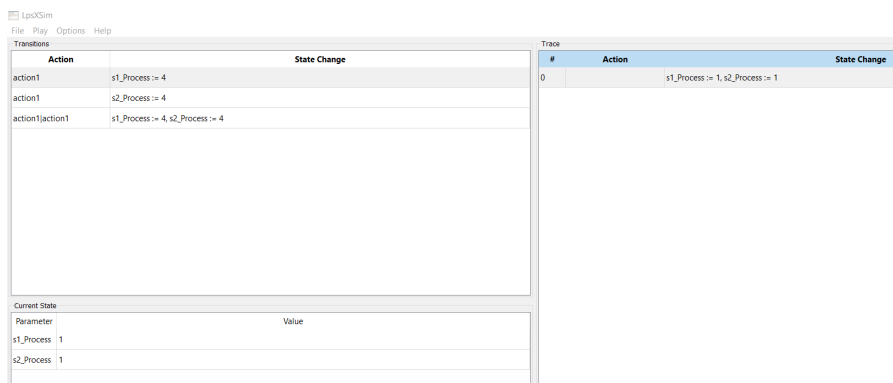 LpsXSim
File Play Options Help
Transitions
Action State Change
action1 s1_Process := 4
action1 s2_Process := 4
action1|action1 s1_Process := 4, s2_Process := 4
Current State
Parameter Value
s1_Process 1
s2_Process 1
Trace
# Action State Change
0 s1_Process := 1, s2_Process := 1